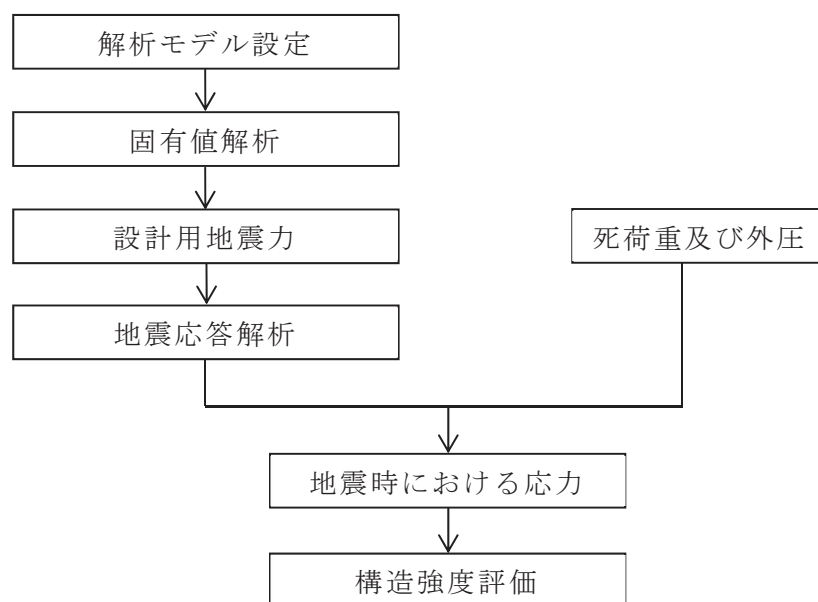 解析モデル設定
固有値解析
設計用地震力
死荷重及び外圧
地震応答解析
地震時における応力
構造強度評価